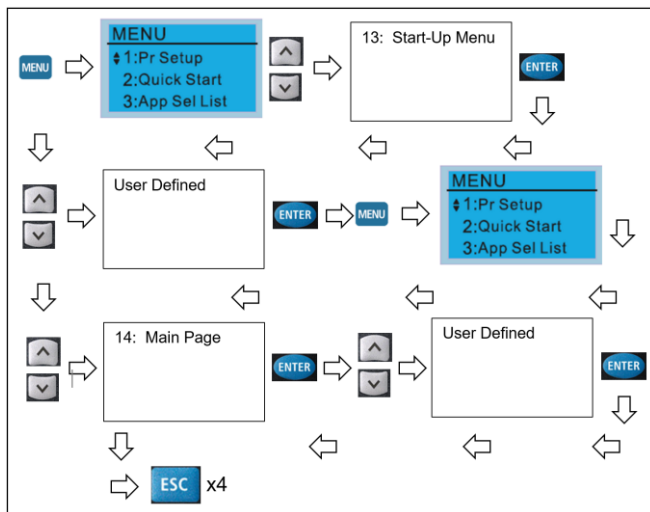 MENU
MENU
1:Pr Setup
2:Quick Start
3:App Sel List
13: Start-Up Menu
ENTER
User Defined
ENTER
MENU
MENU
1:Pr Setup
2:Quick Start
3:App Sel List
14: Main Page
ENTER
User Defined
ENTER
ESC x4